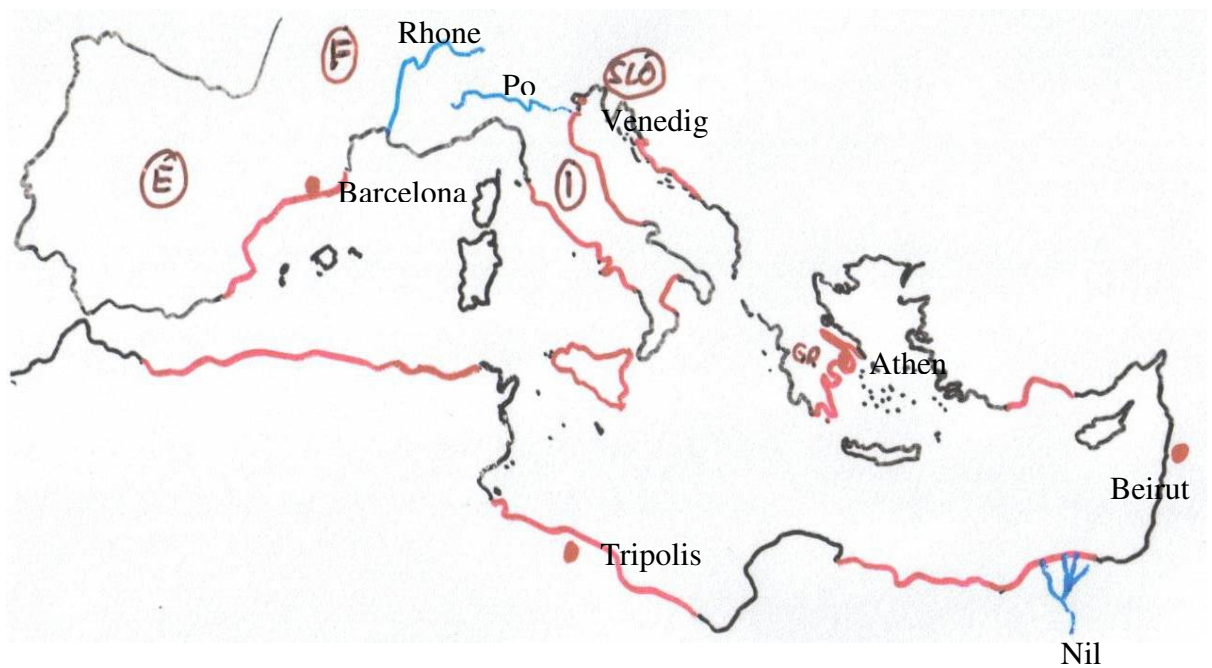 Rhone
F
SLO
Po
Venedig
É
Barcelona
I
GR
Athen
Beirut
Tripolis
Nil